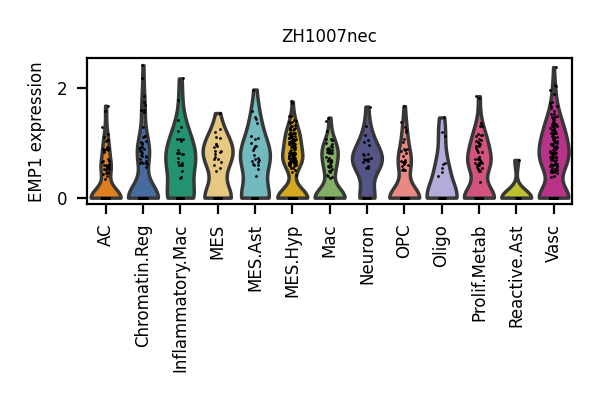 ZH1007nec
EMP1 expression
2
0
AC
Chromatin.Reg
Inflammatory.Mac
MES
MES.Ast
MES.Hyp
Mac
Neuron
OPC
Oligo
Prolif.Metab
Reactive.Ast
Vasc